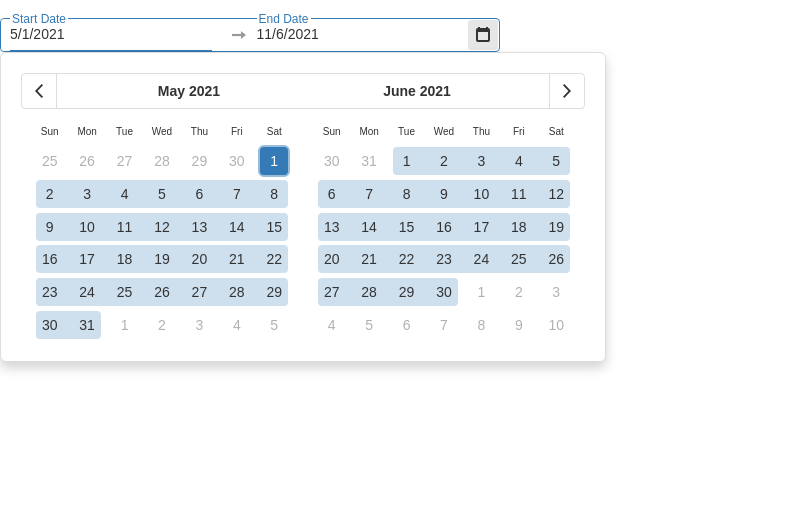 Start Date End Date
5/1/2021 11/6/2021
May 2021 June 2021
Sun Mon Tue Wed Thu Fri Sat Sun Mon Tue Wed Thu Fri Sat
25 26 27 28 29 30 1 30 31 1 2 3 4 5
2 3 4 5 6 7 8 6 7 8 9 10 11 12
9 10 11 12 13 14 15 13 14 15 16 17 18 19
16 17 18 19 20 21 22 20 21 22 23 24 25 26
23 24 25 26 27 28 29 27 28 29 30 1 2 3
30 31 1 2 3 4 5 4 5 6 7 8 9 10